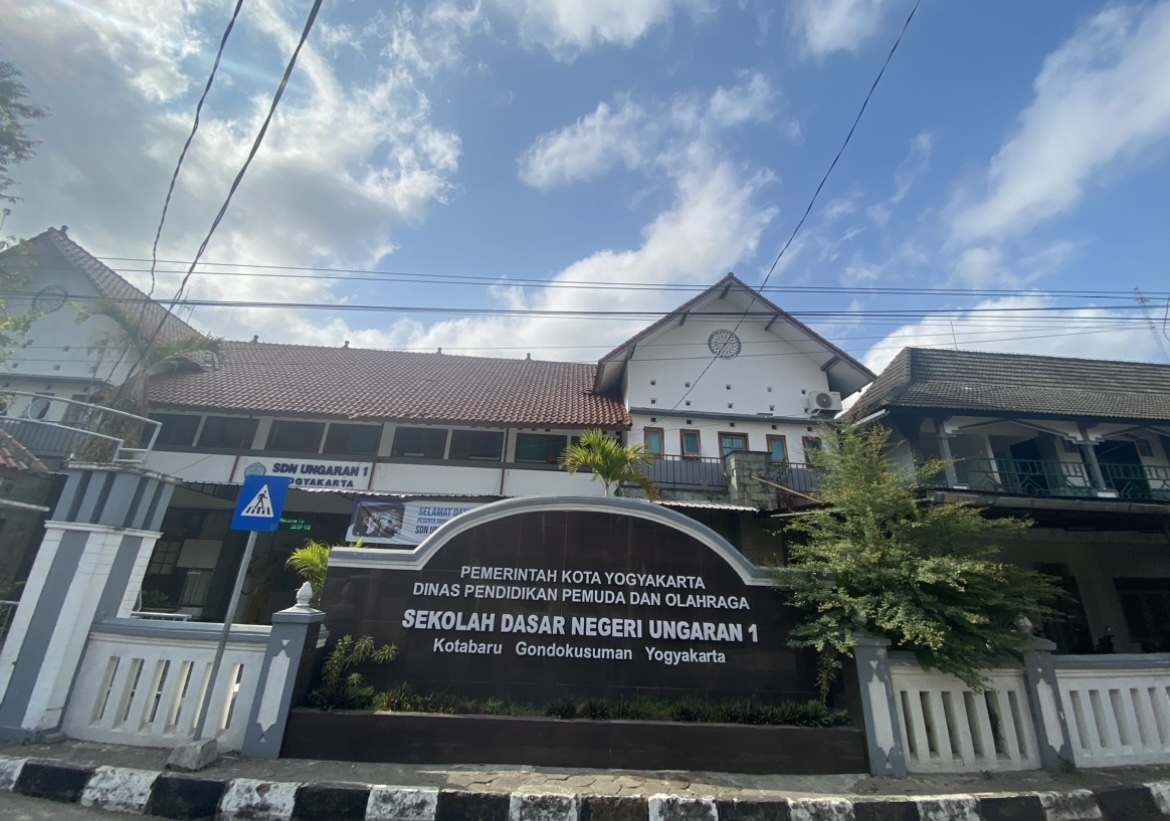 SDN UNGARAN 1
YOGYAKARTA
SELAMAT
PEMERINTAH KOTA YOGYAKARTA
DINAS PENDIDIKAN PEMUDA DAN OLAHRAGA
SEKOLAH DASAR NEGERI UNGARAN 1
Kotabaru Gondokusuman Yogyakarta